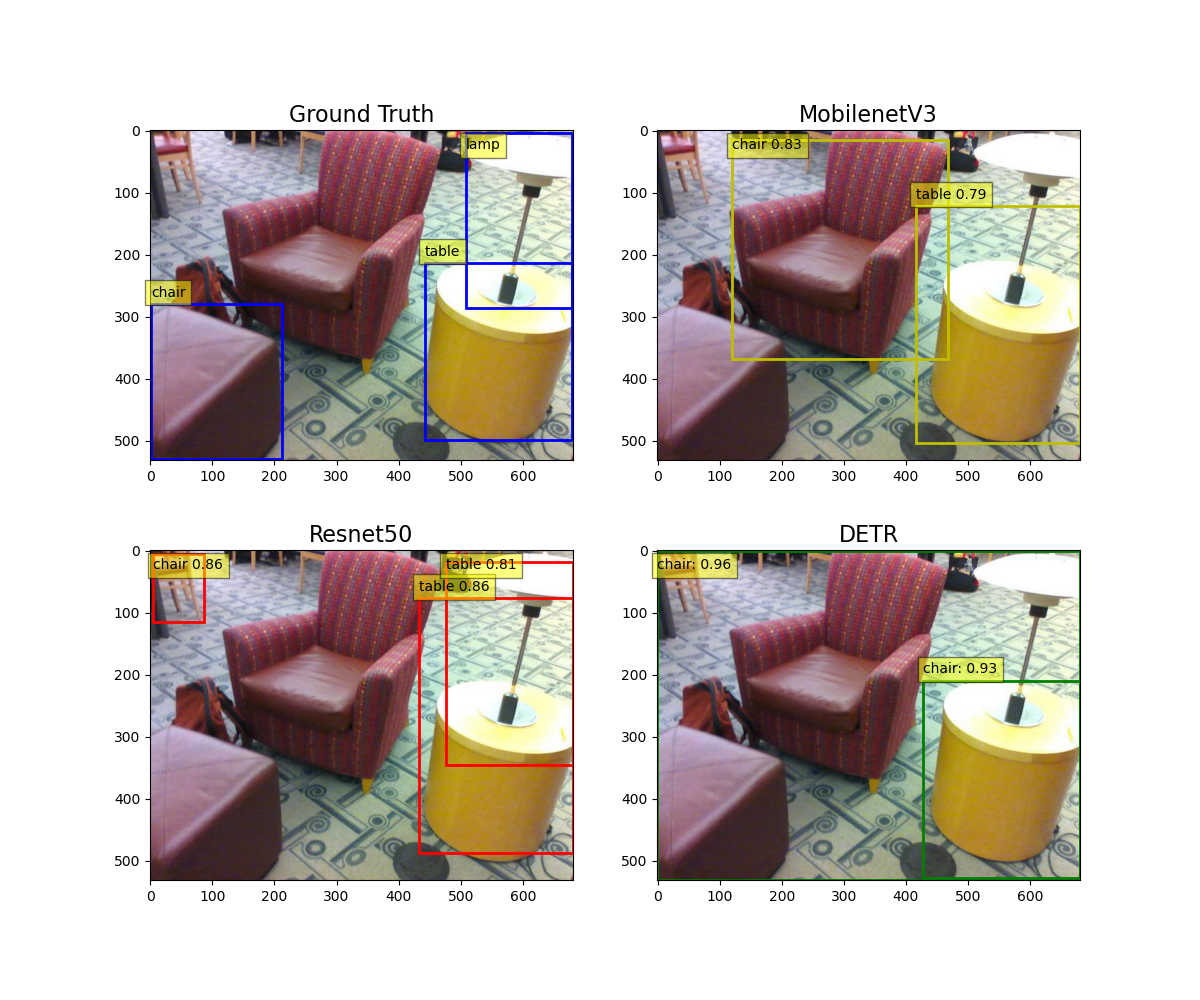 Ground Truth
0
100
200
300
400
500
0 100 200 300 400 500 600
lamp
table
chair
MobilenetV3
0
100
200
300
400
500
0 100 200 300 400 500 600
chair 0.83
table 0.79
Resnet50
0
100
200
300
400
500
0 100 200 300 400 500 600
chair 0.86
table 0.81
table 0.86
DETR
0
100
200
300
400
500
0 100 200 300 400 500 600
chair: 0.96
chair: 0.93